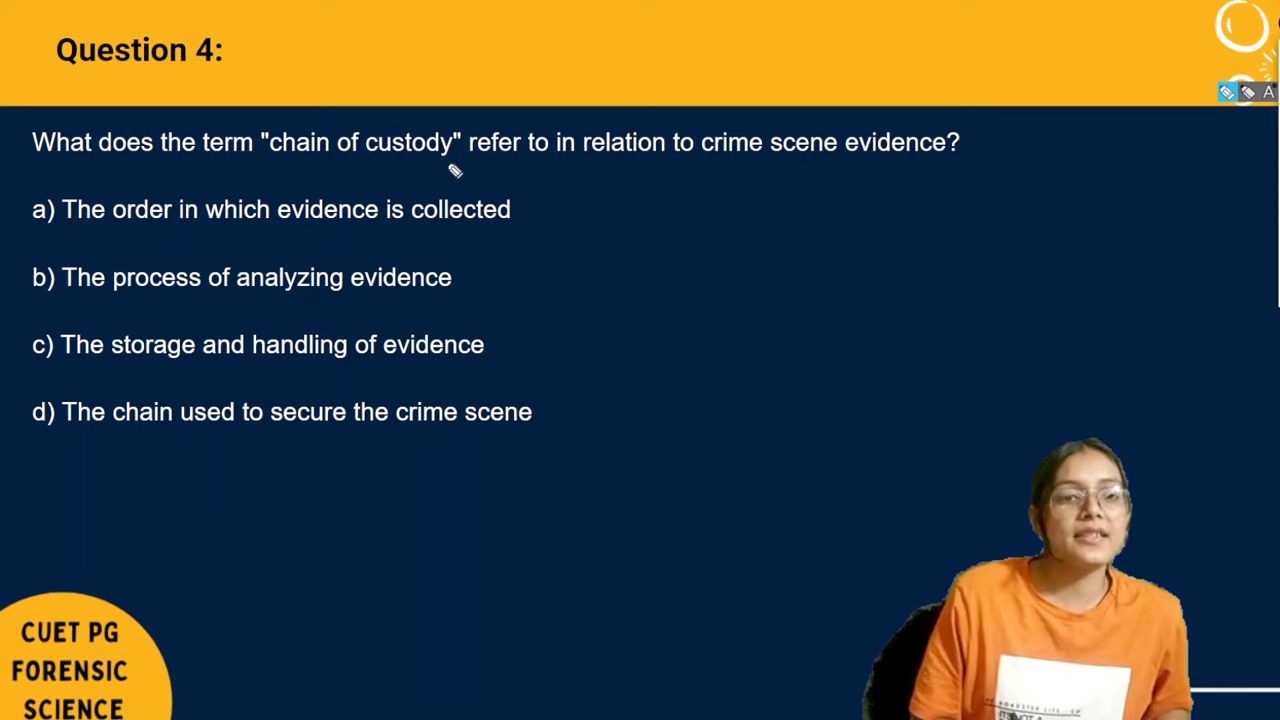 Question 4:
A
What does the term "chain of custody" refer to in relation to crime scene evidence?
a) The order in which evidence is collected
b) The process of analyzing evidence
c) The storage and handling of evidence
d) The chain used to secure the crime scene
CUET PG
FORENSIC
SCIENCE